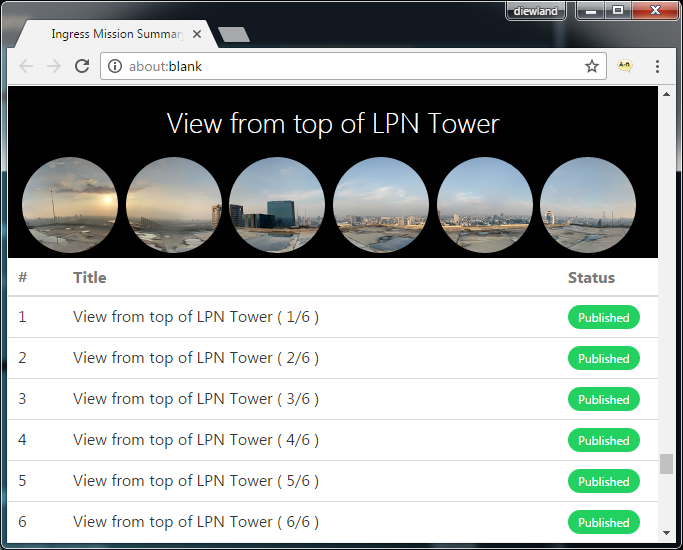 diewland
Ingress Mission Summary
about:blank
View from top of LPN Tower
# Title Status
1 View from top of LPN Tower ( 1/6 ) Published
2 View from top of LPN Tower ( 2/6 ) Published
3 View from top of LPN Tower ( 3/6 ) Published
4 View from top of LPN Tower ( 4/6 ) Published
5 View from top of LPN Tower ( 5/6 ) Published
6 View from top of LPN Tower ( 6/6 ) Published